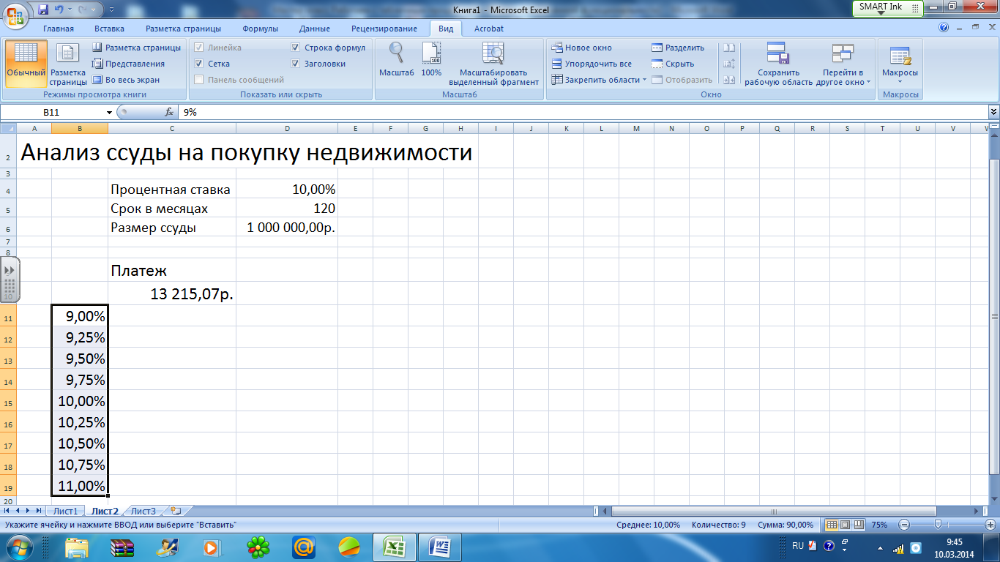 Книга1 - Microsoft Excel
SMART Ink
Главная Вставка Разметка страницы Формулы Данные Рецензирование Вид Acrobat
Обычный
Разметка страницы
Разметка страницы
Представления
Во весь экран
Режимы просмотра книги
Линейка
Сетка
Панель сообщений
Строка формул
Заголовки
Показать или скрыть
Масштаб
100%
Масштабировать выделенный фрагмент
Масштаб
Новое окно
Упорядочить все
Закрепить области
Разделить
Скрыть
Отобразить
Сохранить рабочую область
Перейти в другое окно
Окно
Макросы
Макросы
B11 fx 9%
A B C D E F G H I J K L M N O P Q R S T U V
2 Анализ ссуды на покупку недвижимости
3
4 Процентная ставка 10,00%
5 Срок в месяцах 120
6 Размер ссуды 1 000 000,00р.
7
8
Платеж
10 13 215,07р.
11 9,00%
12 9,25%
13 9,50%
14 9,75%
15 10,00%
16 10,25%
17 10,50%
18 10,75%
19 11,00%
20
Лист1 Лист2 Лист3
Укажите ячейку и нажмите ВВОД или выберите "Вставить" Среднее: 10,00% Количество: 9 Сумма: 90,00% 75%
RU 9:45
10.03.2014